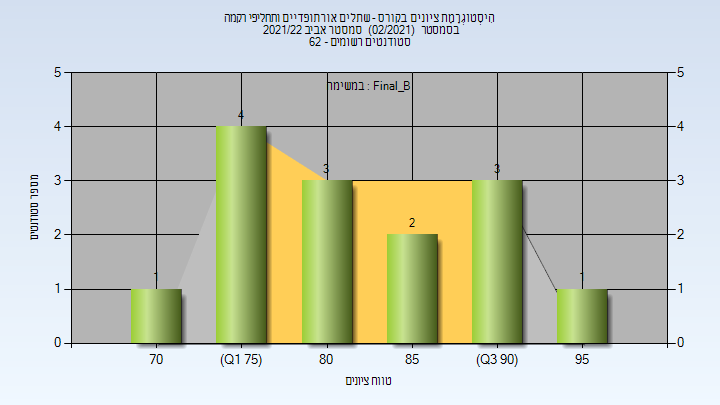 הִיסְטוֹגְרָמַת ציונים בקורס - שתלים אורתופדיים ותחליפי רקמה
בסמסטר (02/2021) סמסטר אביב 2021/22
סטודנטים רשומים - 62
במשימה : Final_B
מספר סטודנטים
5 5
4 4
3 3
2 2
1 1
0 0
1 4 3 2 3 1
70 (Q1 75) 80 85 (Q3 90) 95
טווח ציונים